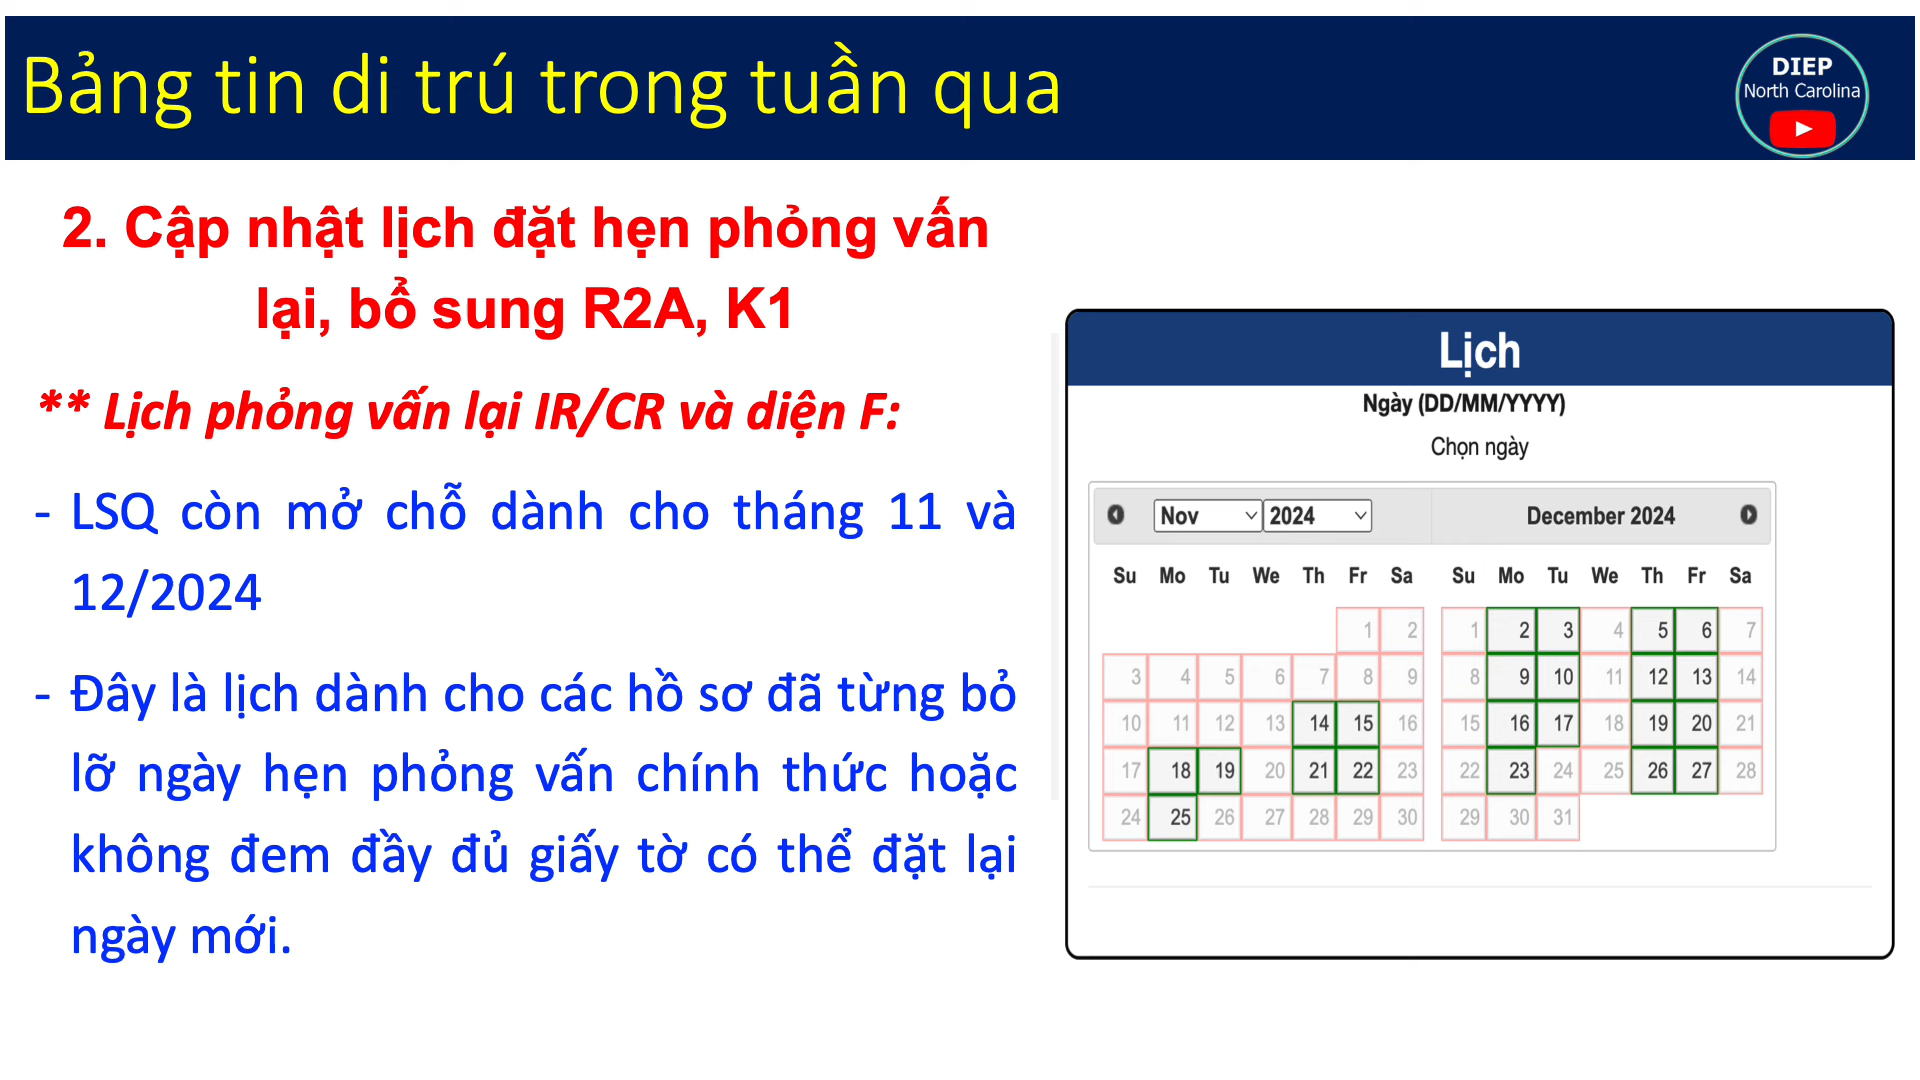 Bảng tin di trú trong tuần qua
DIEP
North Carolina
2. Cập nhật lịch đặt hẹn phỏng vấn
lại, bổ sung R2A, K1
** Lịch phỏng vấn lại IR/CR và diện F:
- LSQ còn mở chỗ dành cho tháng 11 và
12/2024
- Đây là lịch dành cho các hồ sơ đã từng bỏ
lỡ ngày hẹn phỏng vấn chính thức hoặc
không đem đầy đủ giấy tờ có thể đặt lại
ngày mới.
Lịch
Ngày (DD/MM/YYYY)
Chọn ngày
Nov 2024
Su Mo Tu We Th Fr Sa
1 2
3 4 5 6 7 8 9
10 11 12 13 14 15 16
17 18 19 20 21 22 23
24 25 26 27 28 29 30
December 2024
Su Mo Tu We Th Fr Sa
1 2 3 4 5 6 7
8 9 10 11 12 13 14
15 16 17 18 19 20 21
22 23 24 25 26 27 28
29 30 31